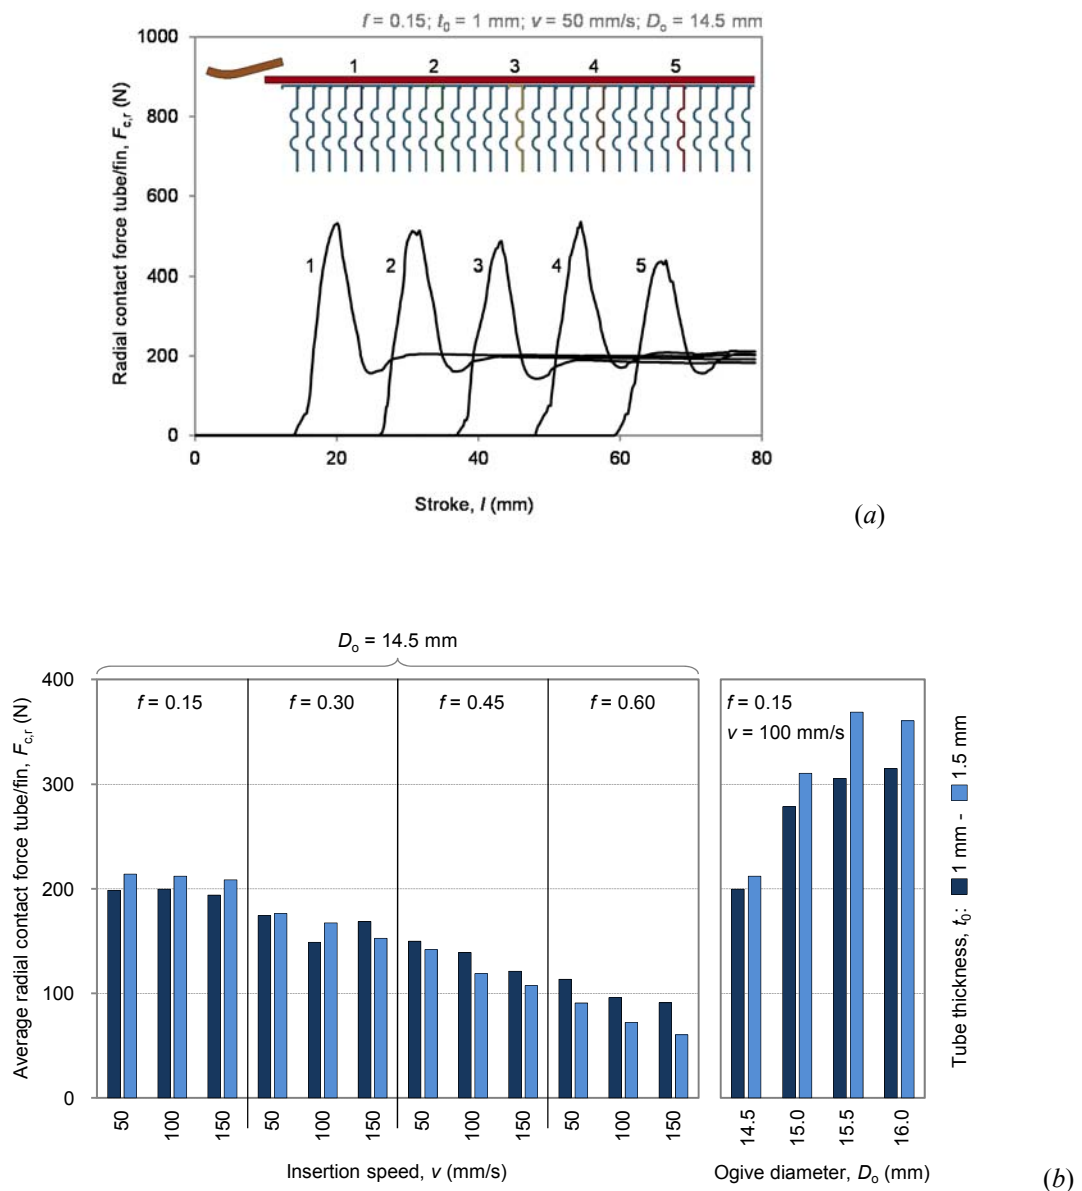 f = 0.15; t0 = 1 mm; v = 50 mm/s; Do = 14.5 mm
Radial contact force tube/fin, Fc,r (N)
1000
800
600
400
200
0
1 2 3 4 5
1 2 3 4 5
0 20 40 60 80
Stroke, l (mm)
(a)
Do = 14.5 mm
Average radial contact force tube/fin, Fc,r (N)
400
300
200
100
0
f = 0.15 f = 0.30 f = 0.45 f = 0.60
f = 0.15
v = 100 mm/s
50 100 150 50 100 150 50 100 150 50 100 150
14.5 15.0 15.5 16.0
Insertion speed, v (mm/s)
Ogive diameter, Do (mm)
Tube thickness, t0: 1 mm - 1.5 mm
(b)